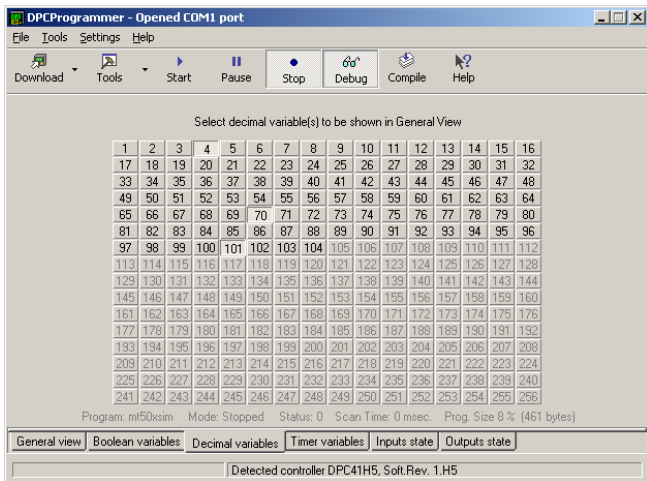 DPCProgrammer - Opened COM1 port
File Tools Settings Help
Download Tools Start Pause Stop Debug Compile Help
Select decimal variable(s) to be shown in General View
1 2 3 4 5 6 7 8 9 10 11 12 13 14 15 16
17 18 19 20 21 22 23 24 25 26 27 28 29 30 31 32
33 34 35 36 37 38 39 40 41 42 43 44 45 46 47 48
49 50 51 52 53 54 55 56 57 58 59 60 61 62 63 64
65 66 67 68 69 70 71 72 73 74 75 76 77 78 79 80
81 82 83 84 85 86 87 88 89 90 91 92 93 94 95 96
97 98 99 100 101 102 103 104 105 106 107 108 109 110 111 112
113 114 115 116 117 118 119 120 121 122 123 124 125 126 127 128
129 130 131 132 133 134 135 136 137 138 139 140 141 142 143 144
145 146 147 148 149 150 151 152 153 154 155 156 157 158 159 160
161 162 163 164 165 166 167 168 169 170 171 172 173 174 175 176
177 178 179 180 181 182 183 184 185 186 187 188 189 190 191 192
193 194 195 196 197 198 199 200 201 202 203 204 205 206 207 208
209 210 211 212 213 214 215 216 217 218 219 220 221 222 223 224
225 226 227 228 229 230 231 232 233 234 235 236 237 238 239 240
241 242 243 244 245 246 247 248 249 250 251 252 253 254 255 256
Program: mt50xsim Mode: Stopped Status: 0 Scan Time: 0 msec. Prog. Size 8 % (461 bytes)
General view Boolean variables Decimal variables Timer variables Inputs state Outputs state
Detected controller DPC41H5, Soft.Rev. 1.H5